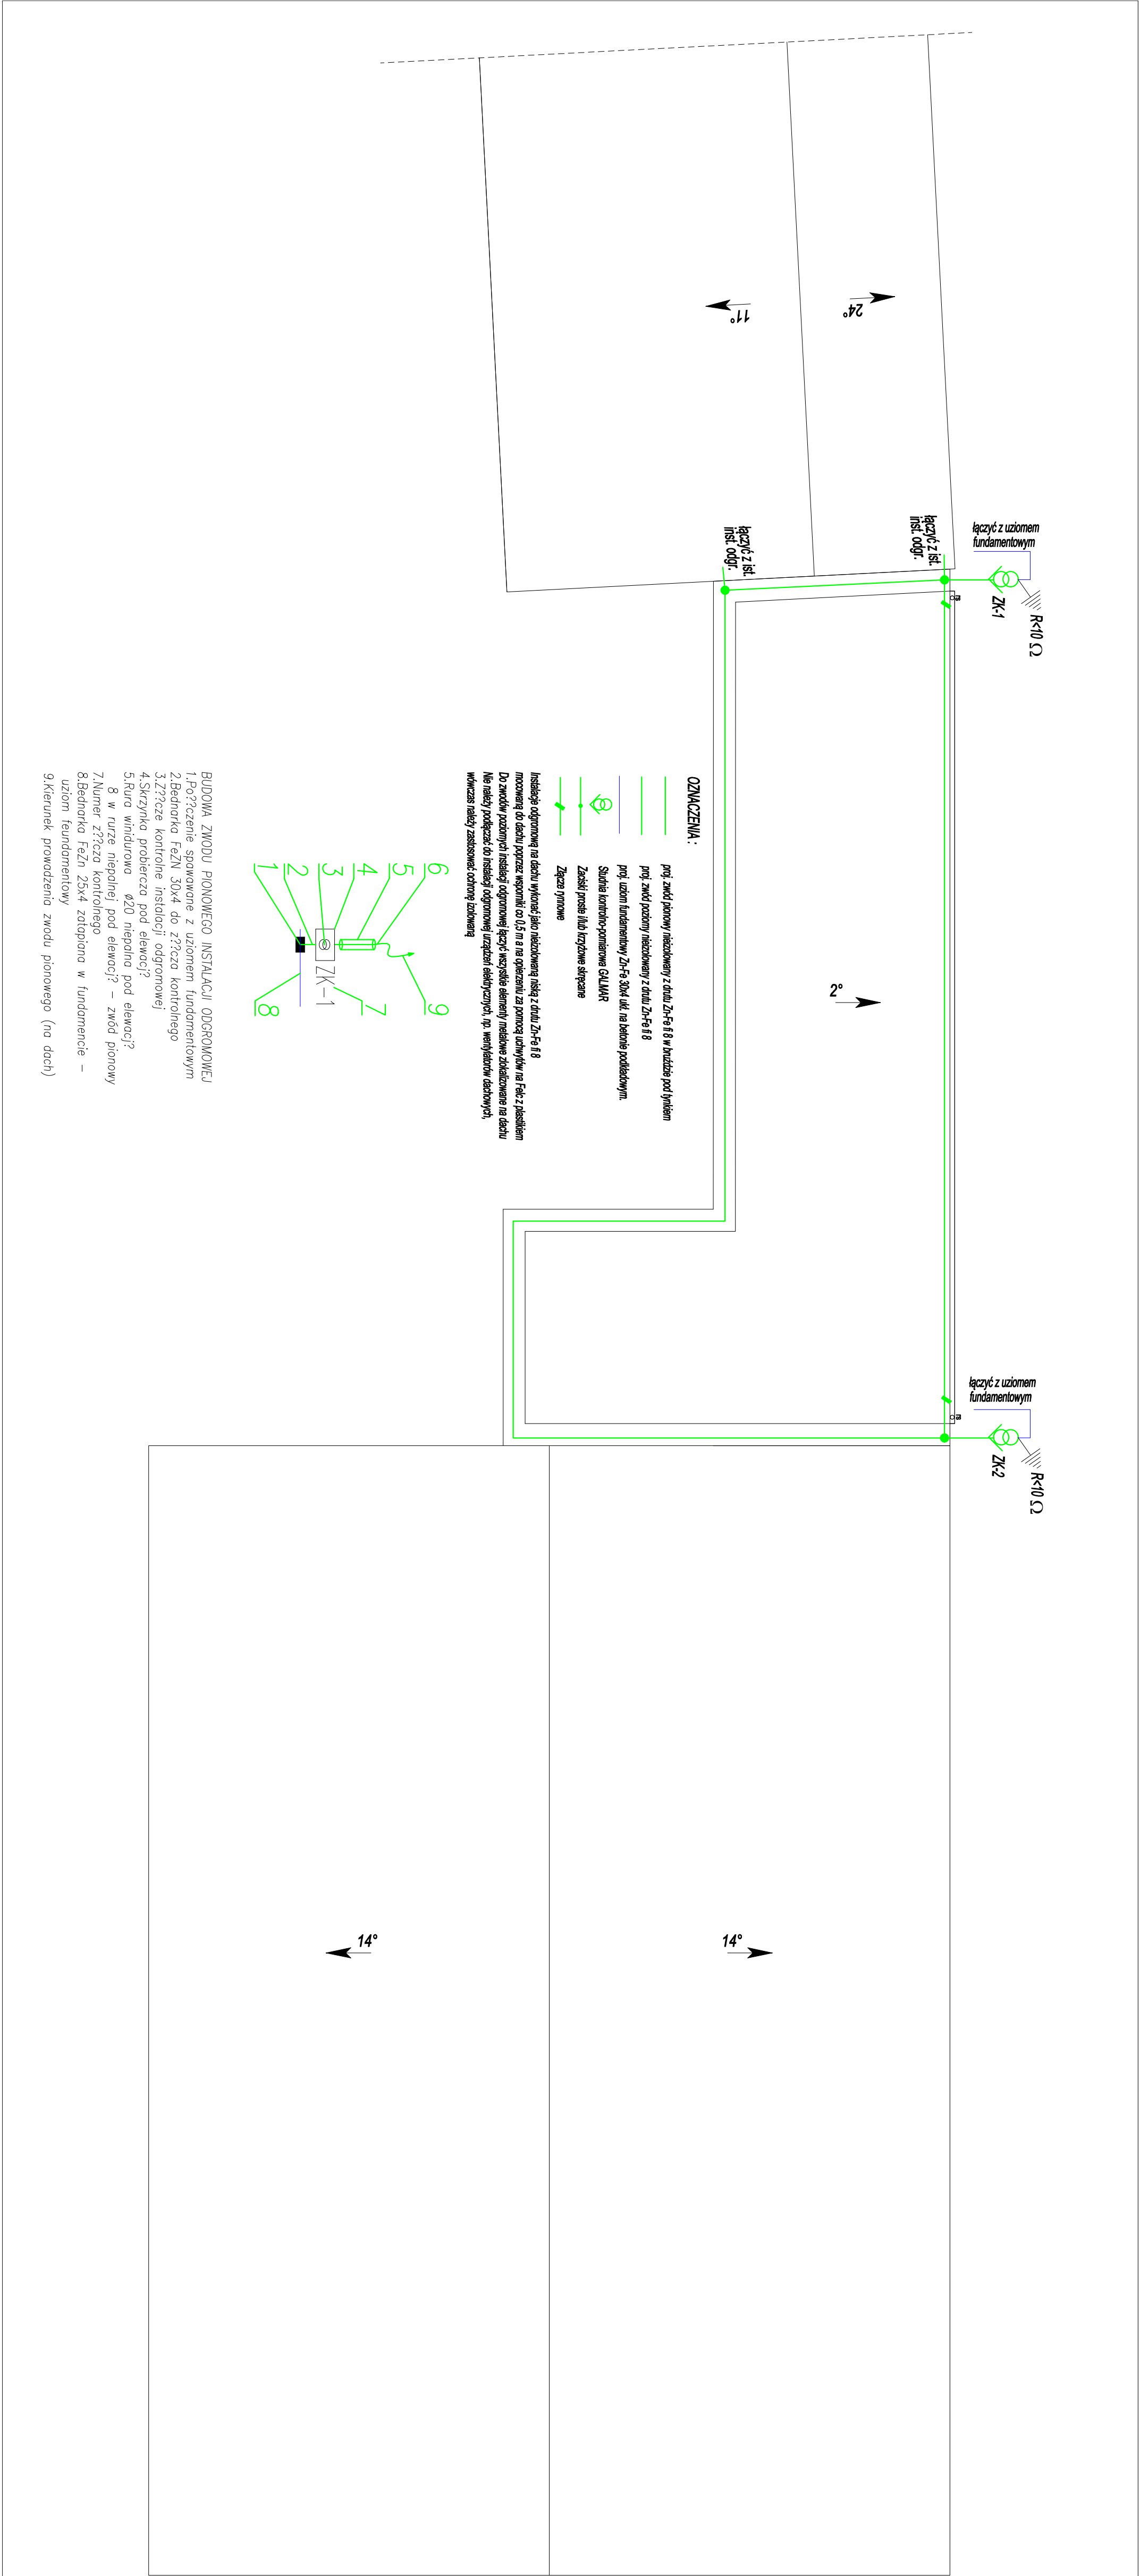 11°
24°
łączyć z ist.
inst. odgr.
łączyć z ist.
inst. odgr.
łączyć z uziomem
fundamentowym
ZK-1
R<10 Ω
RS
2°
łączyć z uziomem
fundamentowym
ZK-2
R<10 Ω
RS
14°
14°
OZNACZENIA :
proj. zwód pionowy nieizolowany z drutu Zn-Fe fi 8 w bruździe pod tynkiem
proj. zwód poziomy nieizolowany z drutu Zn-Fe fi 8
proj. uziom fundamentowy Zn-Fe 30x4 ukł. na betonie podkładowym.
Studnia kontrolno-pomiarowa GALMAR
Zaciski proste i/lub krzyżowe skręcane
Złącze rynnowe
Instalację odgromową na dachu wykonać jako nieizolowaną niską z drutu Zn-Fe fi 8
mocowaną do dachu poprzez wsporniki co 0,5 m a na opierzeniu za pomocą uchwytów na Felc z plastikiem
Do zwodów poziomych instalacji odgromowej łączyć wszystkie elementy metalowe zlokalizowane na dachu
Nie należy podłączać do instalacji odgromowej urządzeń elektrycznych, np. wentylatorów dachowych,
wówczas należy zastosować ochronę izolowaną
6
5
4
3
2
1
ZK-1
9
7
8
BUDOWA ZWODU PIONOWEGO INSTALACJI ODGROMOWEJ
1.Po??czenie spawawane z uziomem fundamentowym
2.Bednarka FeZN 30x4 do z??cza kontrolnego
3.Z??cze kontrolne instalacji odgromowej
4.Skrzynka probiercza pod elewacj?
5.Rura winidurowa ø20 niepalna pod elewacj?
8 w rurze niepalnej pod elewacj? – zwód pionowy
7.Numer z??cza kontrolnego
8.Bednarka FeZn 25x4 zatapiona w fundamencie –
uziom feundamentowy
9.Kierunek prowadzenia zwodu pionowego (na dach)